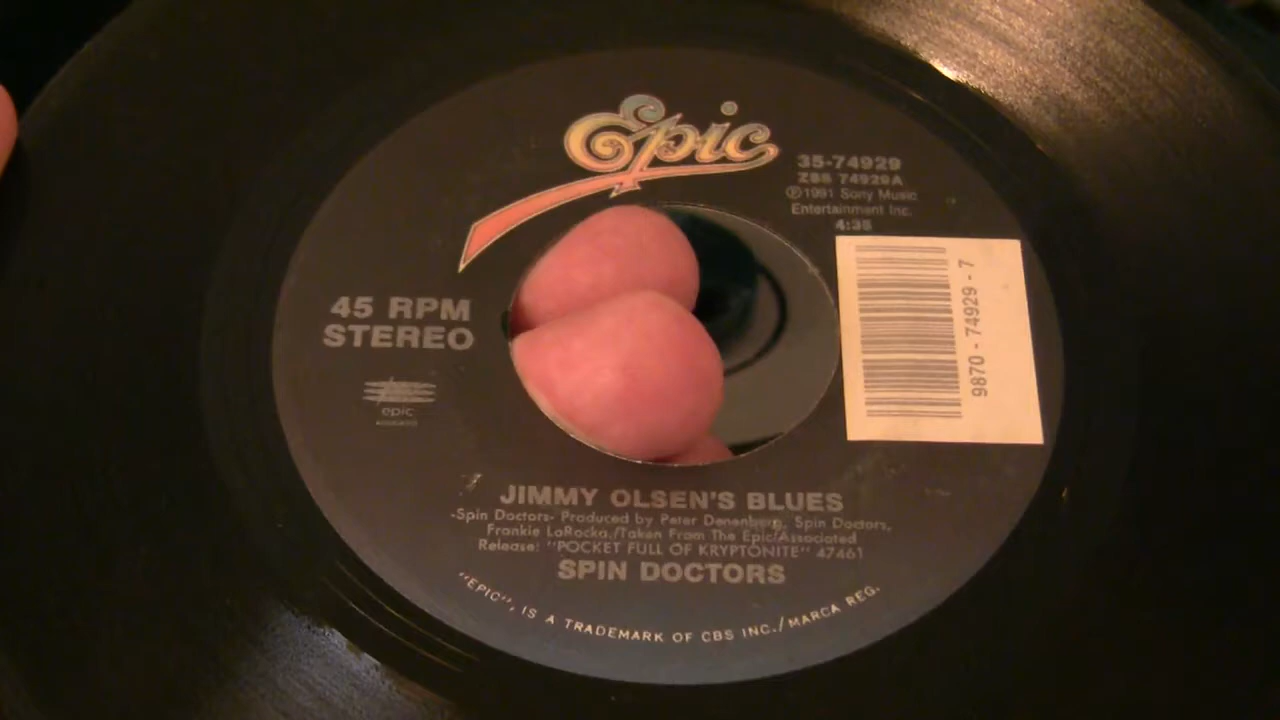 Epic
35-74929
ZSS 74929A
℗1991 Sony Music
Entertainment Inc.
4:35
45 RPM
STEREO
epic
9870 - 74929 - 7
JIMMY OLSEN'S BLUES
-Spin Doctors- Produced by Peter Denenberg, Spin Doctors,
Frankie LaRocka./Taken From The Epic/Associated
Release: "POCKET FULL OF KRYPTONITE" 47461
SPIN DOCTORS
"EPIC", IS A TRADEMARK OF CBS INC./MARCA REG.